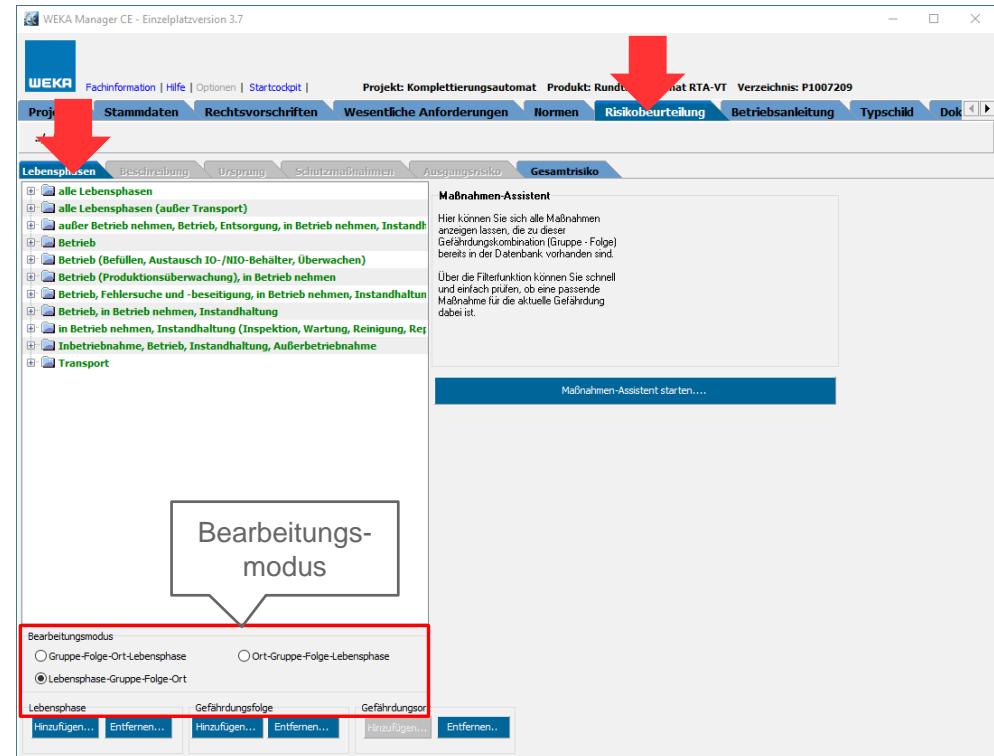 WEKA Manager CE - Einzelplatzversion 3.7
WEKA
Fachinformation | Hilfe | Optionen | Startcockpit | Projekt: Komplettierungsautomat Produkt: RTA-VT Verzeichnis: P1007209
Stammdaten Rechtsvorschriften Wesentliche Anforderungen Normen Risikobeurteilung Betriebsanleitung Typschild Dok
Lebensphasen Beschreibung Ursprung Schutzmaßnahmen Ausgangsrisiko Gesamtrisiko
alle Lebensphasen
alle Lebensphasen (außer Transport)
außer Betrieb nehmen, Betrieb, Entsorgung, in Betrieb nehmen, Instandh
Betrieb
Betrieb (Befüllen, Austausch IO-/NIO-Behälter, Überwachen)
Betrieb (Produktionsüberwachung), in Betrieb nehmen
Betrieb, Fehlersuche und -beseitigung, in Betrieb nehmen, Instandhaltun
Betrieb, in Betrieb nehmen, Instandhaltung
in Betrieb nehmen, Instandhaltung (Inspektion, Wartung, Reinigung, Rep
Inbetriebnahme, Betrieb, Instandhaltung, Außerbetriebnahme
Transport
Maßnahmen-Assistent
Hier können Sie sich alle Maßnahmen
anzeigen lassen, die zu dieser
Gefährdungskombination (Gruppe - Folge)
bereits in der Datenbank vorhanden sind.
Über die Filterfunktion können Sie schnell
und einfach prüfen, ob eine passende
Maßnahme für die aktuelle Gefährdung
dabei ist.
Maßnahmen-Assistent starten....
Bearbeitungs-
modus
Bearbeitungsmodus
Gruppe-Folge-Ort-Lebensphase Ort-Gruppe-Folge-Lebensphase
Lebensphase-Gruppe-Folge-Ort
Lebensphase Gefährdungsfolge Gefährdungsort
Hinzufügen... Entfernen... Hinzufügen... Entfernen... Hinzufügen... Entfernen..